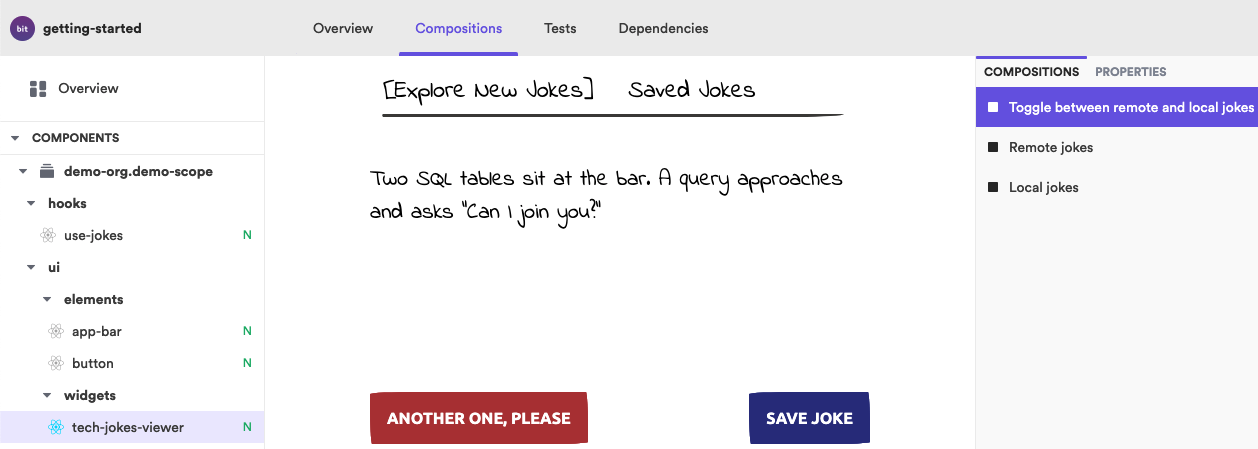 bit getting-started
Overview Compositions Tests Dependencies
Overview
COMPONENTS
demo-org.demo-scope
hooks
use-jokes N
ui
elements
app-bar N
button N
widgets
tech-jokes-viewer N
[Explore New Jokes] Saved Jokes
Two SQL tables sit at the bar. A query approaches
and asks "Can I join you?"
ANOTHER ONE, PLEASE SAVE JOKE
COMPOSITIONS PROPERTIES
Toggle between remote and local jokes
Remote jokes
Local jokes